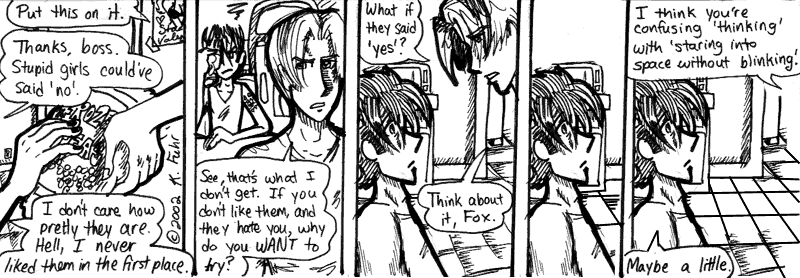 Put this on it.
Thanks, boss.
Stupid girls could've
said 'no'.
I don't care how
pretty they are.
Hell, I never
liked them in the first place.
© 2002 K. Fuhr
See, that's what I
don't get. If you
don't like them, and
they hate you, why
do you WANT to
try?
What if
they said
'yes'?
Think about
it, Fox.
I think you're
confusing 'thinking'
with 'staring into
space without blinking.'
Maybe a little